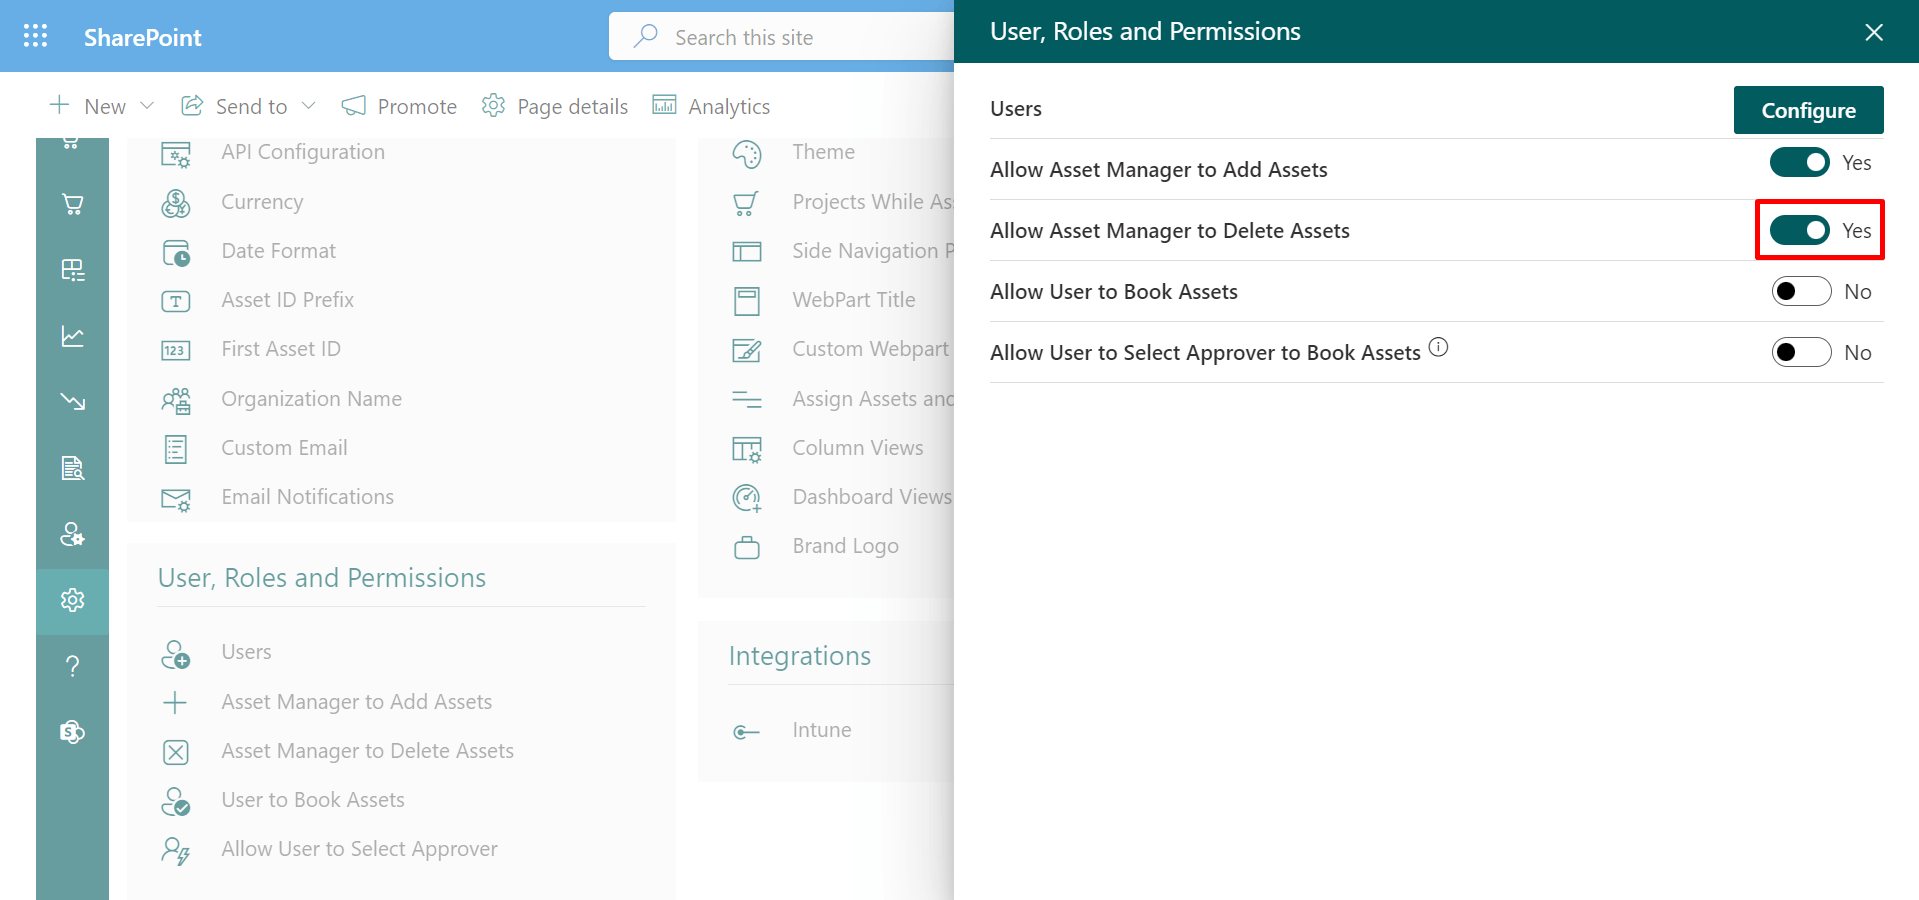 SharePoint
Search this site
New
Send to
Promote
Page details
Analytics
API Configuration
Currency
Date Format
Asset ID Prefix
T
First Asset ID
123
Organization Name
Custom Email
Email Notifications
User, Roles and Permissions
Users
Asset Manager to Add Assets
Asset Manager to Delete Assets
User to Book Assets
Allow User to Select Approver
Theme
Projects While
Side Navigation
WebPart Title
Custom Webpart
Assign Assets
Column Views
Dashboard Views
Brand Logo
Integrations
Intune
User, Roles and Permissions
Users
Configure
Allow Asset Manager to Add Assets
Yes
Allow Asset Manager to Delete Assets
Yes
Allow User to Book Assets
No
Allow User to Select Approver to Book Assets
No